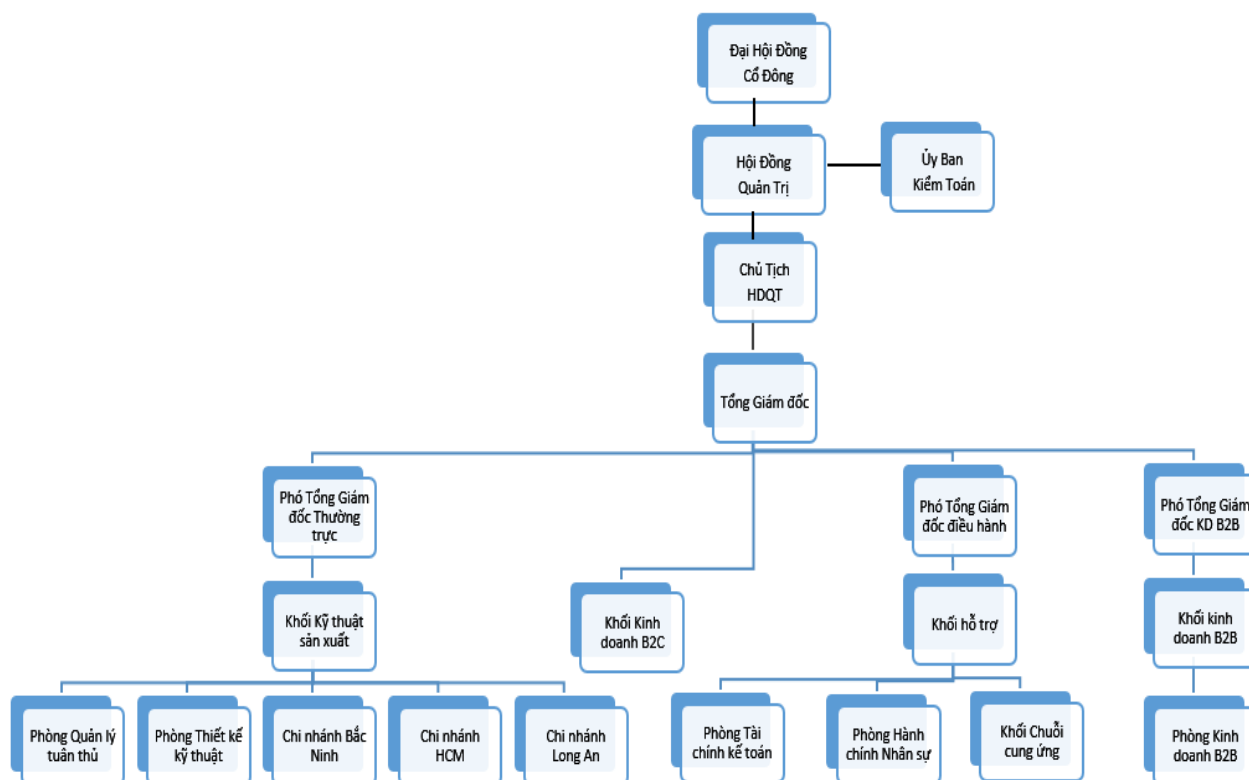 Đại Hội Đồng
Cổ Đông
Hội Đồng
Quản Trị
Ủy Ban
Kiểm Toán
Chủ Tịch
HDQT
Tổng Giám đốc
Phó Tổng Giám
đốc Thường
trực
Phó Tổng Giám
đốc điều hành
Phó Tổng Giám
đốc KD B2B
Khối Kỹ thuật
sản xuất
Khối Kinh
doanh B2C
Khối hỗ trợ
Khối kinh
doanh B2B
Phòng Quản lý
tuân thủ
Phòng Thiết kế
kỹ thuật
Chi nhánh Bắc
Ninh
Chi nhánh
HCM
Chi nhánh
Long An
Phòng Tài
chính kế toán
Phòng Hành
chính Nhân sự
Khối Chuỗi
cung ứng
Phòng Kinh
doanh B2B